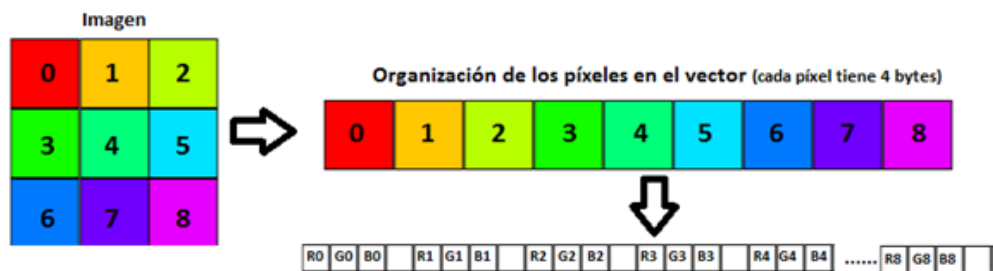 Imagen
0 1 2
3 4 5
6 7 8
Organización de los píxeles en el vector (cada píxel tiene 4 bytes)
0 1 2 3 4 5 6 7 8
R0 G0 B0 R1 G1 B1 R2 G2 B2 R3 G3 B3 R4 G4 B4 ...... R8 G8 B8